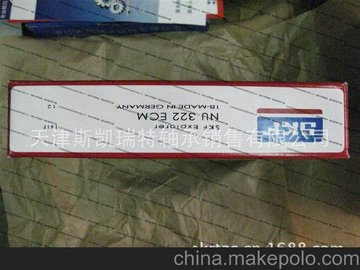 SKF
SKF Explorer
NU 322 ECM
18-MADE IN GERMANY
天津斯凯瑞特轴承销售有限公司
china.makepolo.com